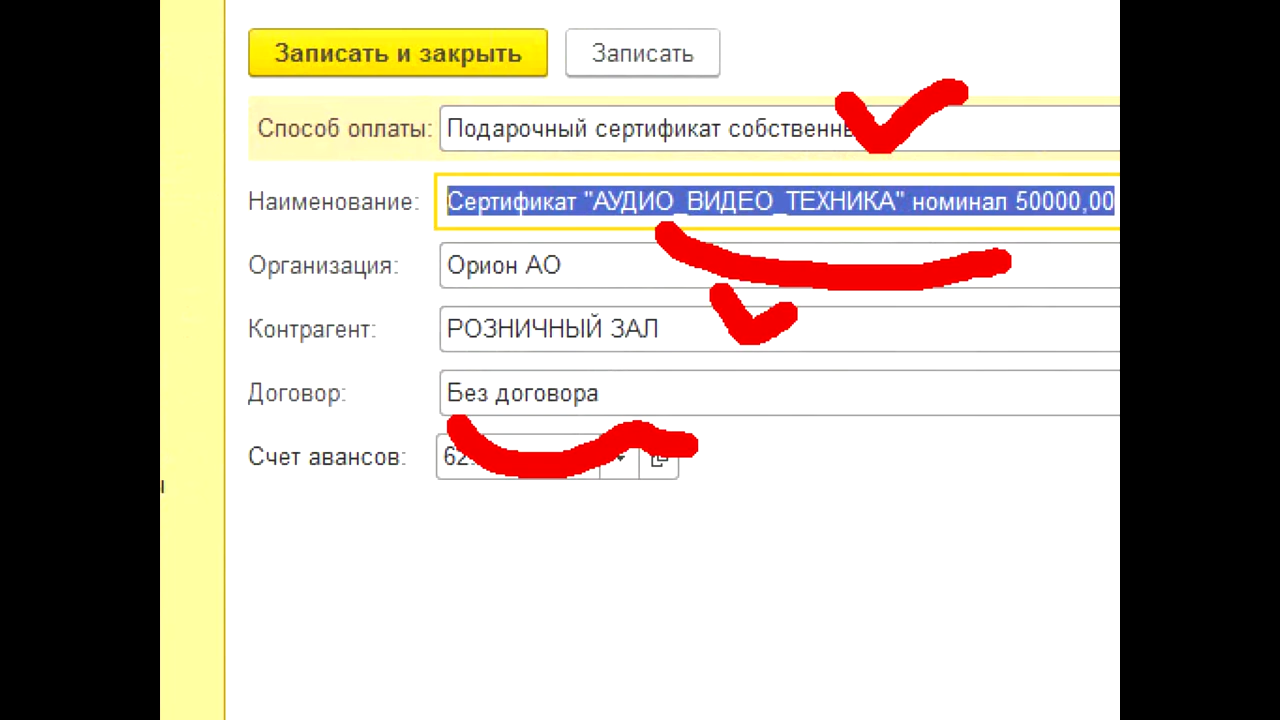 Записать и закрыть
Записать
Способ оплаты: Подарочный сертификат
Наименование: Сертификат "АУДИО_ВИДЕО_ТЕХНИКА" номинал 50000,00
Организация: Орион АО
Контрагент: РОЗНИЧНЫЙ ЗАЛ
Договор: Без договора
Счет авансов: